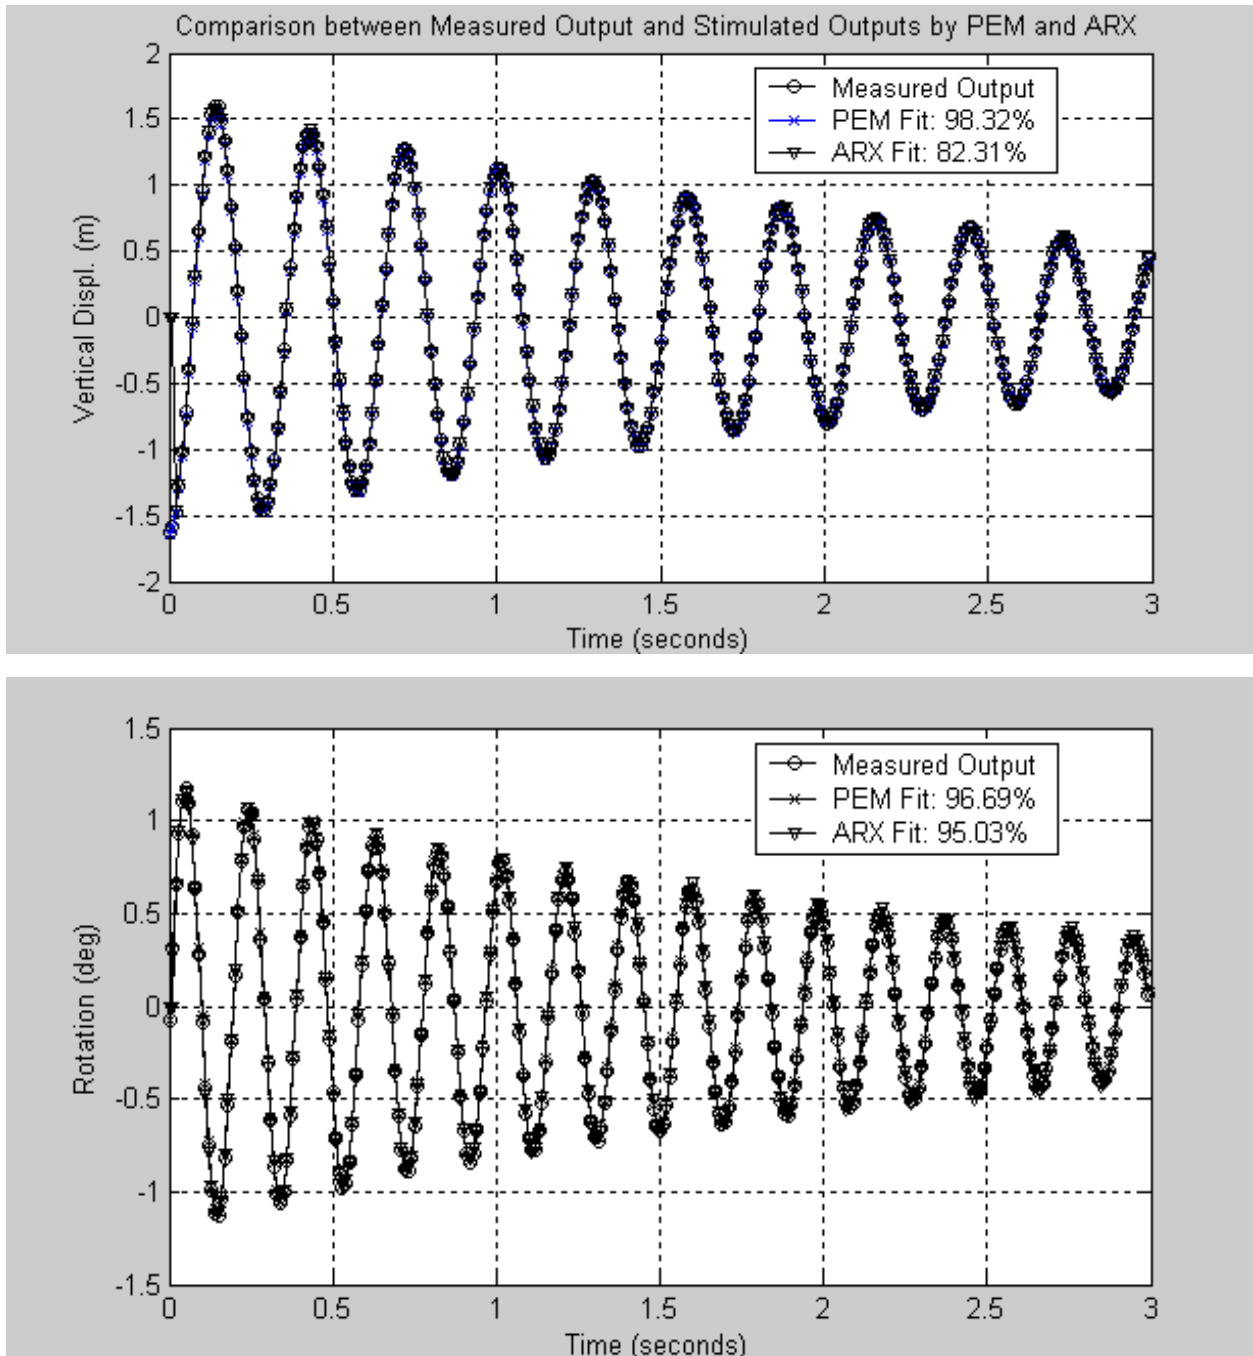 Comparison between Measured Output and Stimulated Outputs by PEM and ARX
2
1.5
1
0.5
0
-0.5
-1
-1.5
-2
Vertical Displ. (m)
Measured Output
PEM Fit: 98.32%
ARX Fit: 82.31%
0 0.5 1 1.5 2 2.5 3
Time (seconds)
1.5
1
0.5
0
-0.5
-1
-1.5
Rotation (deg)
Measured Output
PEM Fit: 96.69%
ARX Fit: 95.03%
0 0.5 1 1.5 2 2.5 3
Time (seconds)